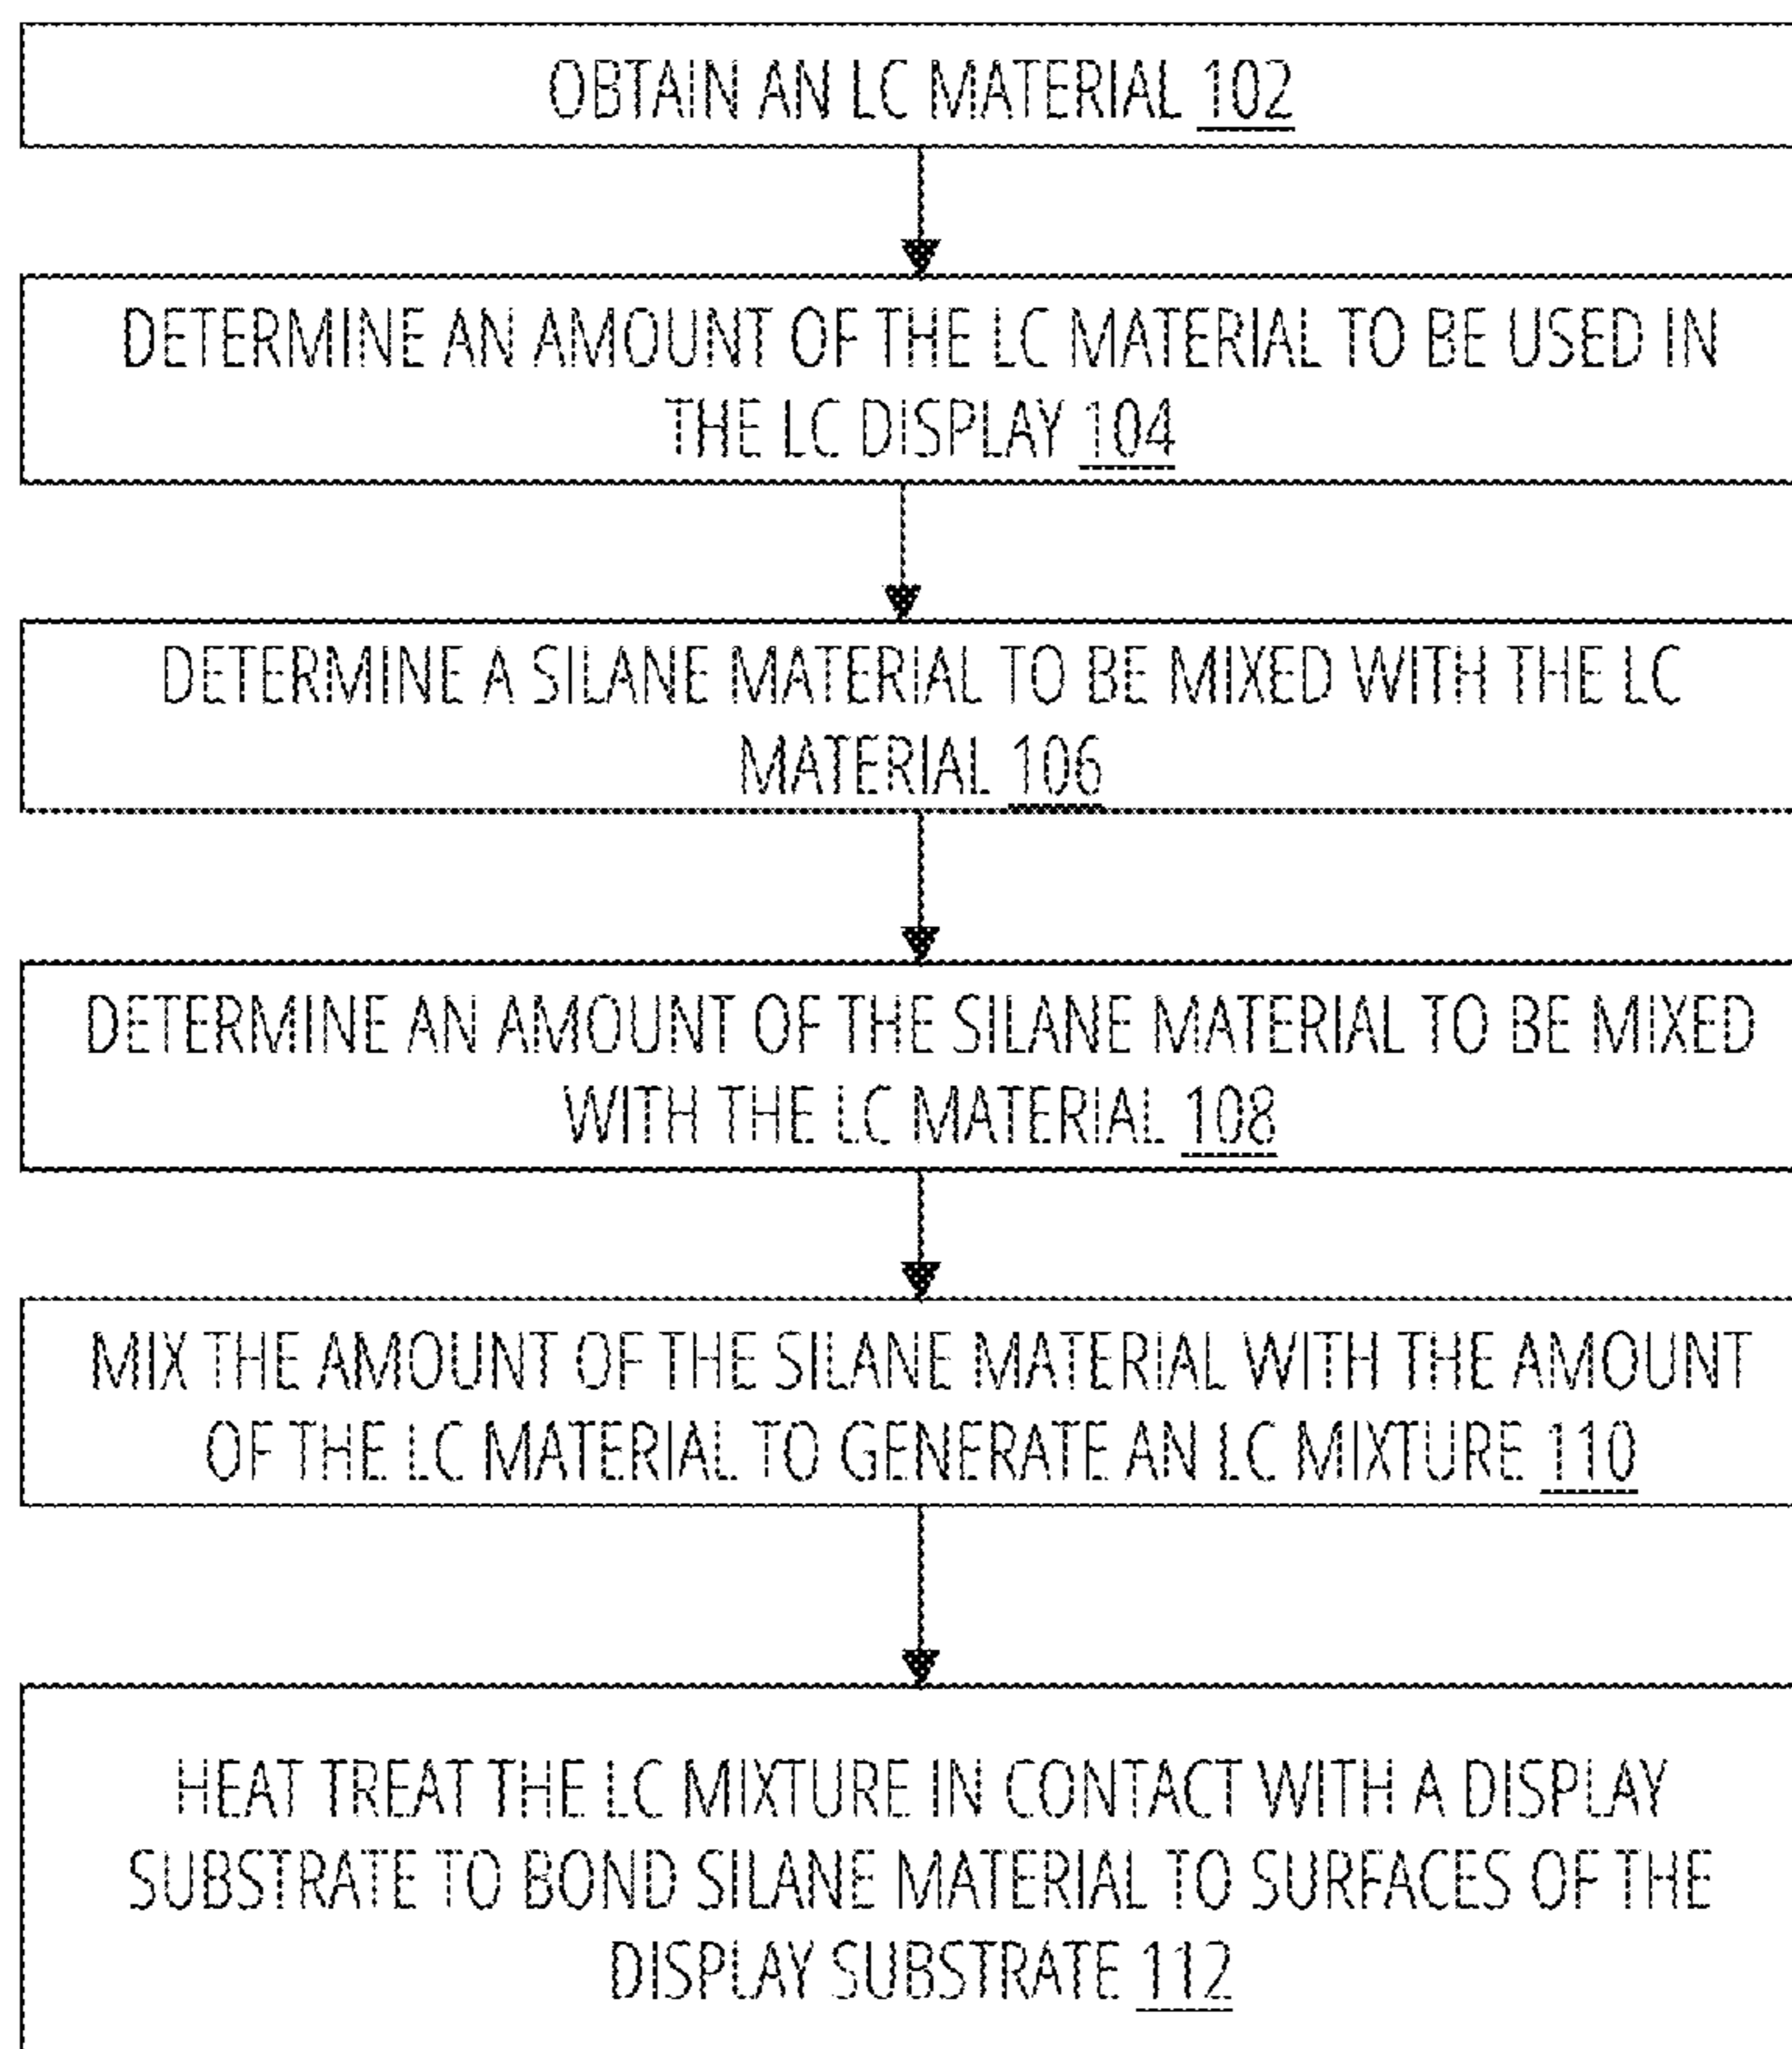 OBTAIN AN LC MATERIAL 102
DETERMINE AN AMOUNT OF THE LC MATERIAL TO BE USED IN
THE LC DISPLAY 104
DETERMINE A SILANE MATERIAL TO BE MIXED WITH THE LC
MATERIAL 106
DETERMINE AN AMOUNT OF THE SILANE MATERIAL TO BE MIXED
WITH THE LC MATERIAL 108
MIX THE AMOUNT OF THE SILANE MATERIAL WITH THE AMOUNT
OF THE LC MATERIAL TO GENERATE AN LC MIXTURE 110
HEAT TREAT THE LC MIXTURE IN CONTACT WITH A DISPLAY
SUBSTRATE TO BOND SILANE MATERIAL TO SURFACES OF THE
DISPLAY SUBSTRATE 112